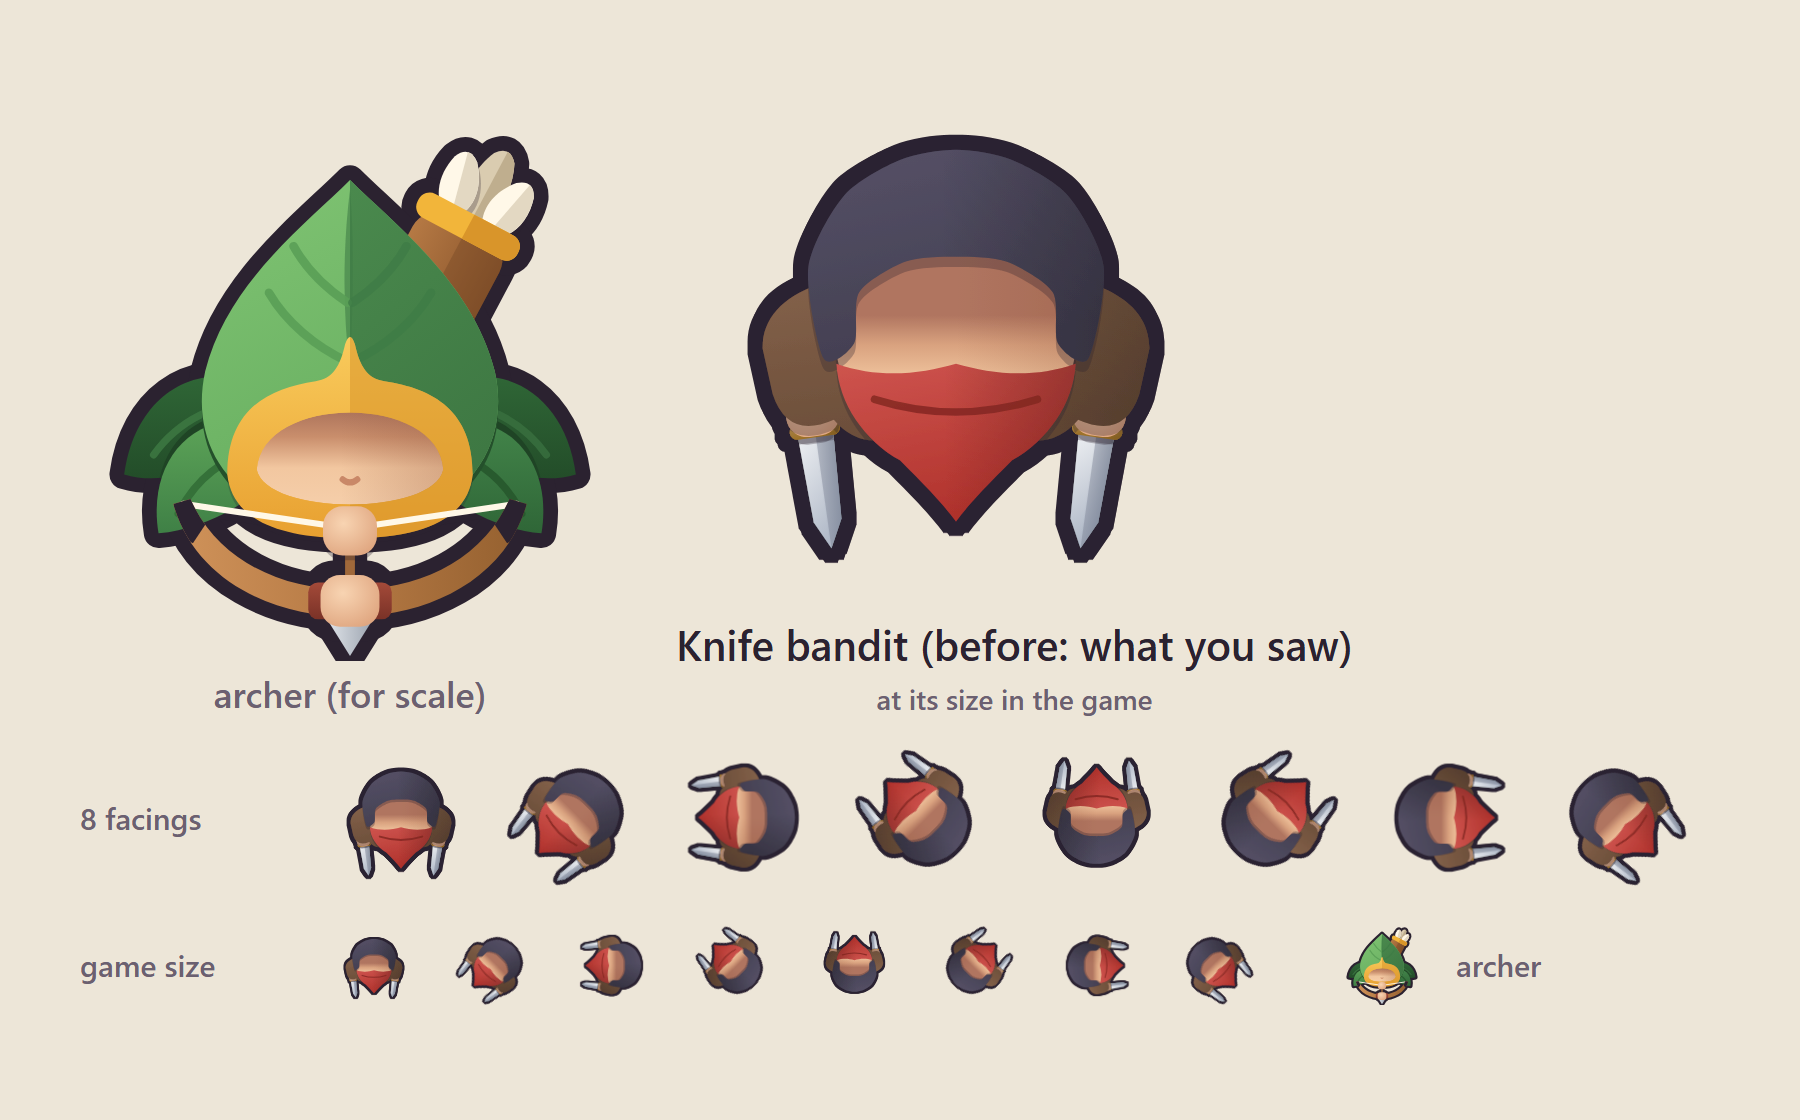 archer (for scale)
Knife bandit (before: what you saw)
at its size in the game
8 facings
game size
archer